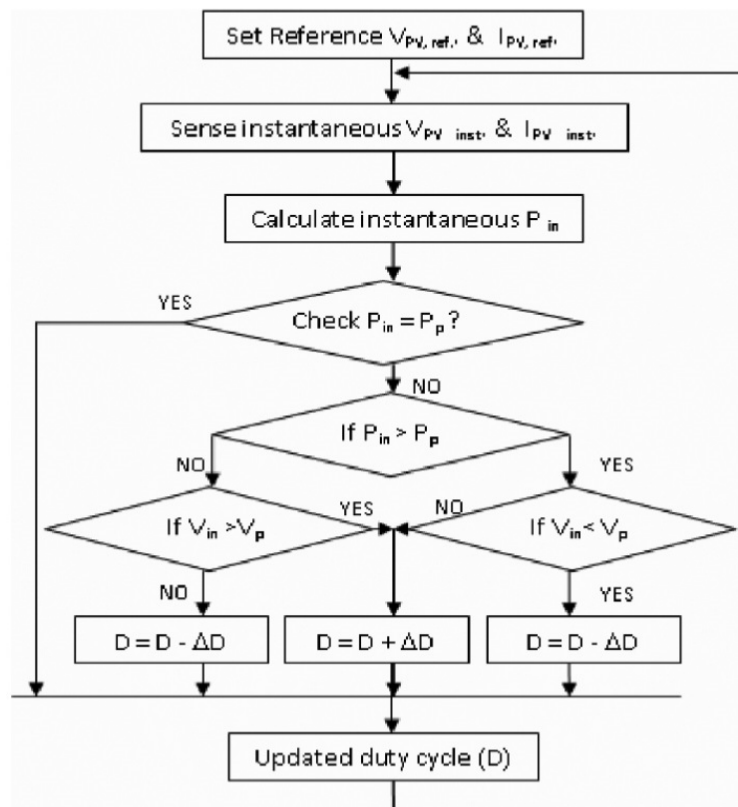 Set Reference V_PV, ref., & I_PV, ref.
Sense instantaneous V_PV inst. & I_PV inst.
Calculate instantaneous P_in
YES
Check P_in = P_p?
NO
If P_in > P_p
NO
YES
If V_in >V_p
YES
NO
If V_in< V_p
NO
YES
D = D - ΔD
D = D + ΔD
D = D - ΔD
Updated duty cycle (D)